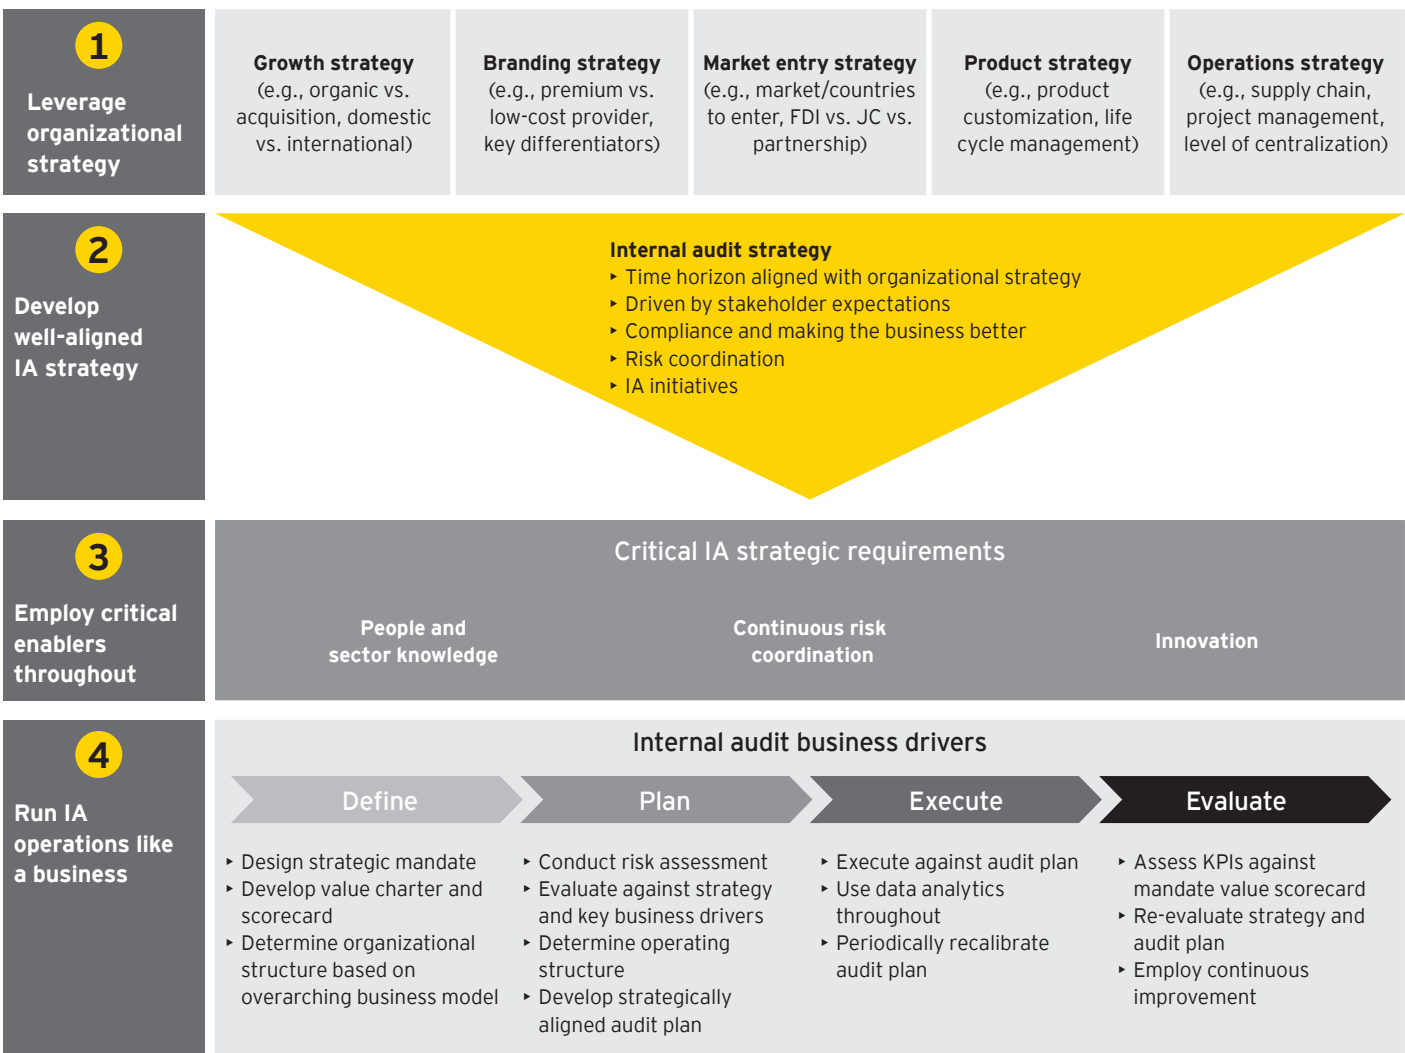 1
Leverage
organizational
strategy
Growth strategy
(e.g., organic vs.
acquisition, domestic
vs. international)
Branding strategy
(e.g., premium vs.
low-cost provider,
key differentiators)
Market entry strategy
(e.g., market/countries
to enter, FDI vs. JC vs.
partnership)
Product strategy
(e.g., product
customization, life
cycle management)
Operations strategy
(e.g., supply chain,
project management,
level of centralization)
2
Develop
well-aligned
IA strategy
Internal audit strategy
‣ Time horizon aligned with organizational strategy
‣ Driven by stakeholder expectations
‣ Compliance and making the business better
‣ Risk coordination
‣ IA initiatives
3
Employ critical
enablers
throughout
Critical IA strategic requirements
People and
sector knowledge
Continuous risk
coordination
Innovation
4
Run IA
operations like
a business
Internal audit business drivers
Define
‣ Design strategic mandate
‣ Develop value charter and
scorecard
‣ Determine organizational
structure based on
overarching business model
Plan
‣ Conduct risk assessment
‣ Evaluate against strategy
and key business drivers
‣ Determine operating
structure
‣ Develop strategically
aligned audit plan
Execute
‣ Execute against audit plan
‣ Use data analytics
throughout
‣ Periodically recalibrate
audit plan
Evaluate
‣ Assess KPIs against
mandate value scorecard
‣ Re-evaluate strategy and
audit plan
‣ Employ continuous
improvement